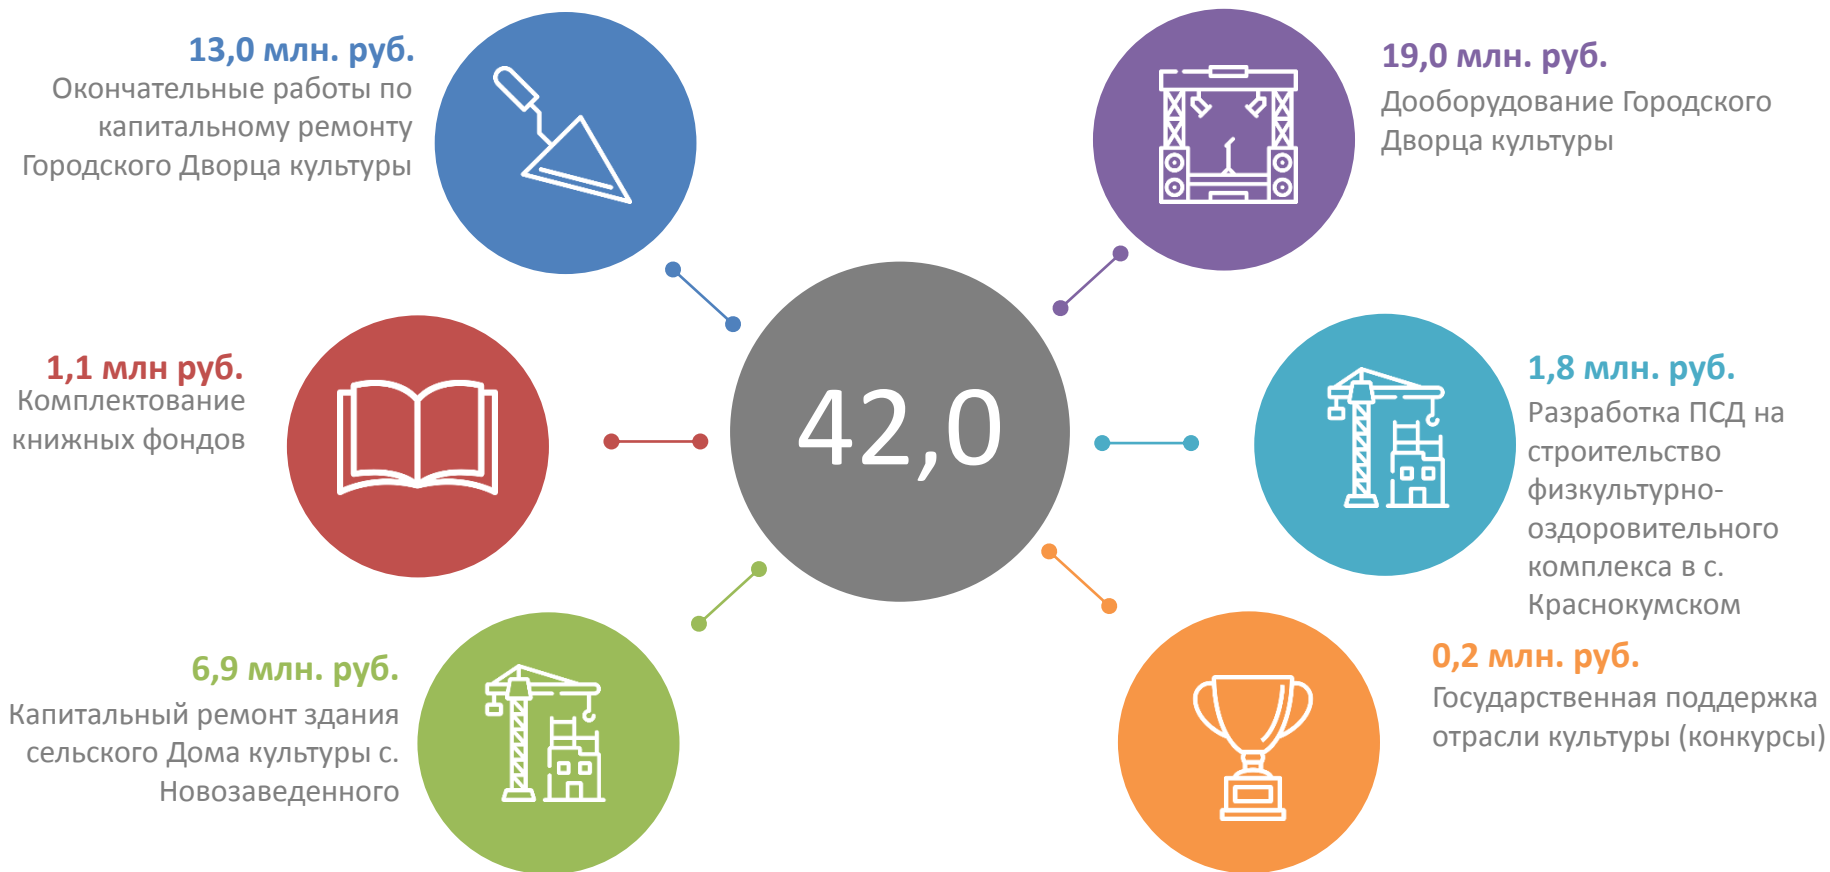 13,0 млн. руб.
Окончательные работы по
капитальному ремонту
Городского Дворца культуры
19,0 млн. руб.
Дооборудование Городского
Дворца культуры
1,1 млн руб.
Комплектование
книжных фондов
42,0
1,8 млн. руб.
Разработка ПСД на
строительство
физкультурно-
оздоровительного
комплекса в с.
Краснокумском
6,9 млн. руб.
Капитальный ремонт здания
сельского Дома культуры с.
Новозаведенного
0,2 млн. руб.
Государственная поддержка
отрасли культуры (конкурсы)